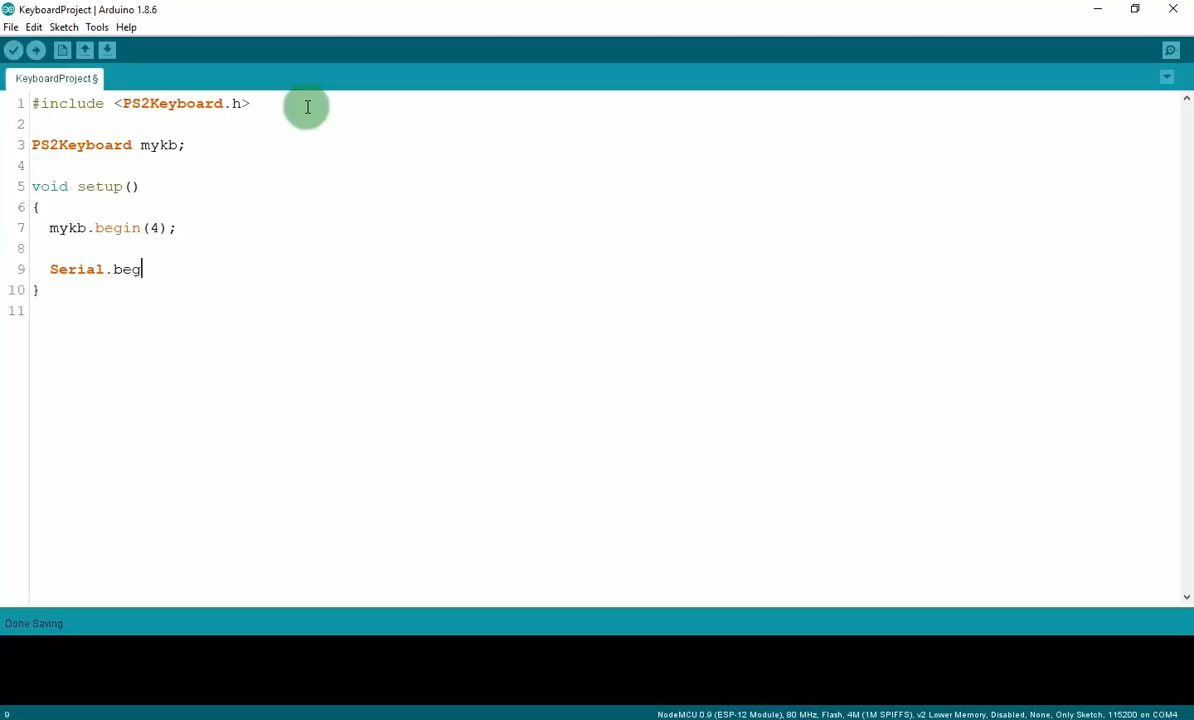 KeyboardProject | Arduino 1.8.6
File Edit Sketch Tools Help
KeyboardProject§
1 #include <PS2Keyboard.h>
2
3 PS2Keyboard mykb;
4
5 void setup()
6 {
7 mykb.begin(4);
8
9 Serial.beg
10 }
11
Done Saving.
9 NodeMCU 0.9 (ESP-12 Module), 80 MHz, Flash, 4M (1M SPIFFS), v2 Lower Memory, Disabled, None, Only Sketch, 115200 on COM4